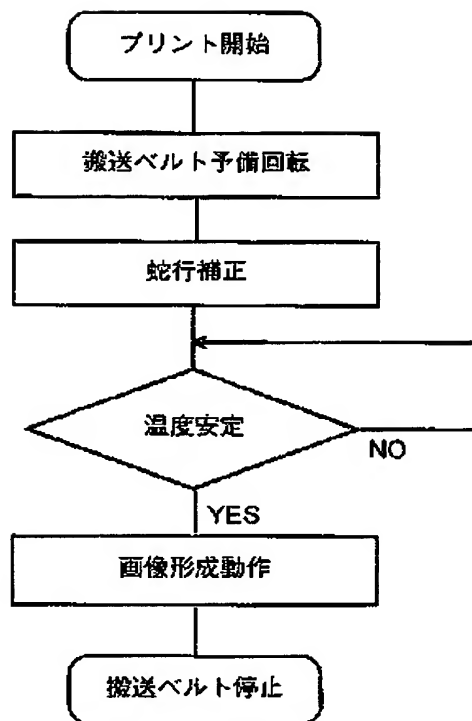 プリント開始
搬送ベルト予備回転
蛇行補正
温度安定
NO
YES
画像形成動作
搬送ベルト停止